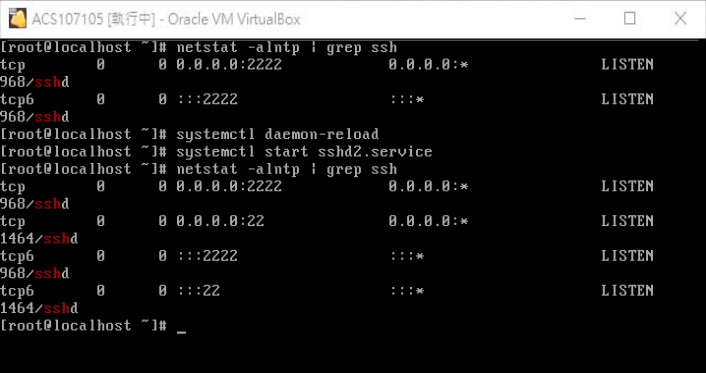 ACS107105 [執行中] - Oracle VM VirtualBox
[root@localhost ~]# netstat -alntp | grep ssh
tcp 0 0 0.0.0.0:2222 0.0.0.0:* LISTEN
968/sshd
tcp6 0 0 :::2222 :::* LISTEN
968/sshd
[root@localhost ~]# systemctl daemon-reload
[root@localhost ~]# systemctl start sshd2.service
[root@localhost ~]# netstat -alntp | grep ssh
tcp 0 0 0.0.0.0:2222 0.0.0.0:* LISTEN
968/sshd
tcp 0 0 0.0.0.0:22 0.0.0.0:* LISTEN
1464/sshd
tcp6 0 0 :::2222 :::* LISTEN
968/sshd
tcp6 0 0 :::22 :::* LISTEN
1464/sshd
[root@localhost ~]# _